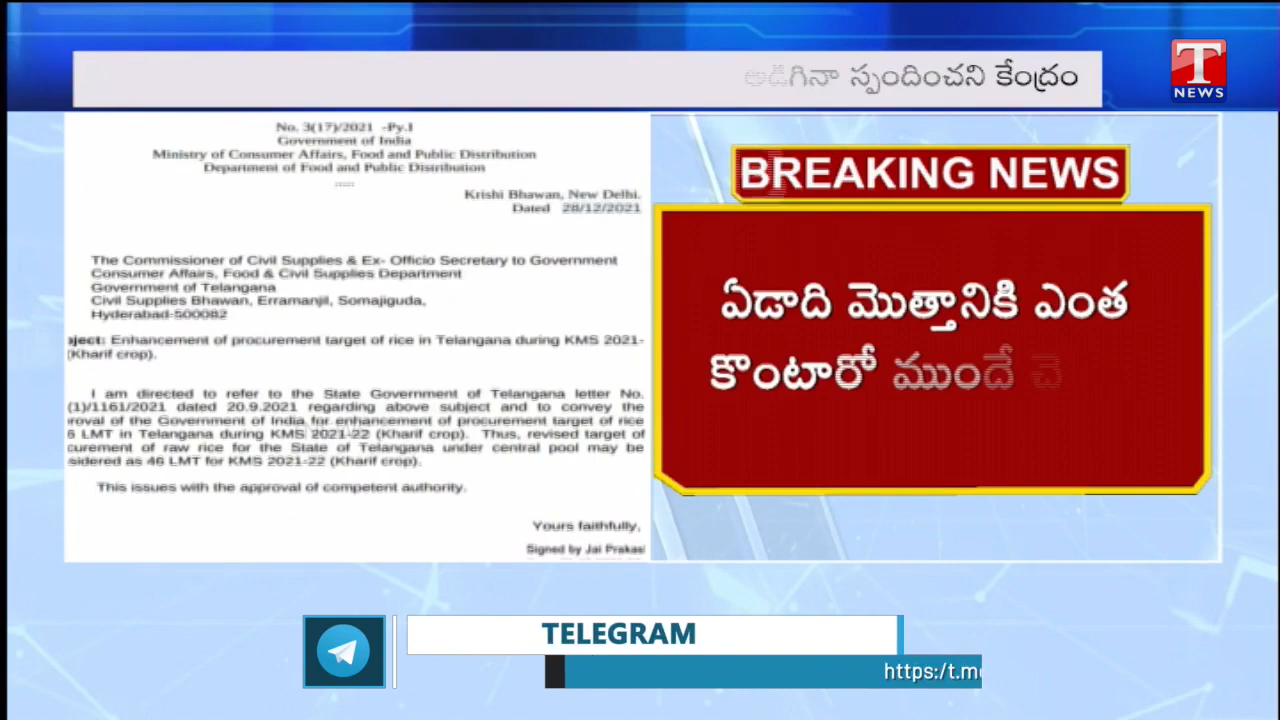 అడిగినా స్పందించని కేంద్రం
T
NEWS
No. 3(17)/2021 -Py.I
Government of India
Ministry of Consumer Affairs, Food and Public Distribution
Department of Food and Public Distribution
.....
Krishi Bhawan, New Delhi.
Dated 28/12/2021
The Commissioner of Civil Supplies & Ex- Officio Secretary to Government
Consumer Affairs, Food & Civil Supplies Department
Government of Telangana
Civil Supplies Bhawan, Erramanjil, Somajiguda,
Hyderabad-500082
ject: Enhancement of procurement target of rice in Telangana during KMS 2021-
(Kharif crop).
I am directed to refer to the State Government of Telangana letter No.
(1)/1161/2021 dated 20.9.2021 regarding above subject and to convey the
roval of the Government of India for enhancement of procurement target of rice
6 LMT in Telangana during KMS 2021-22 (Kharif crop). Thus, revised target of
curement of raw rice for the State of Telangana under central pool may be
sidered as 46 LMT for KMS 2021-22 (Kharif crop).
This issues with the approval of competent authority.
Yours faithfully,
Signed by Jai Prakas
BREAKING NEWS
ఏడాది మొత్తానికి ఎంత
కొంటారో ముందే చె
TELEGRAM
https:/t.m